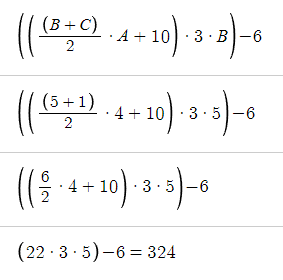 (((B+C)/2 · A + 10) · 3 · B) − 6
(((5+1)/2 · 4 + 10) · 3 · 5) − 6
((6/2 · 4 + 10) · 3 · 5) − 6
(22 · 3 · 5) − 6 = 324